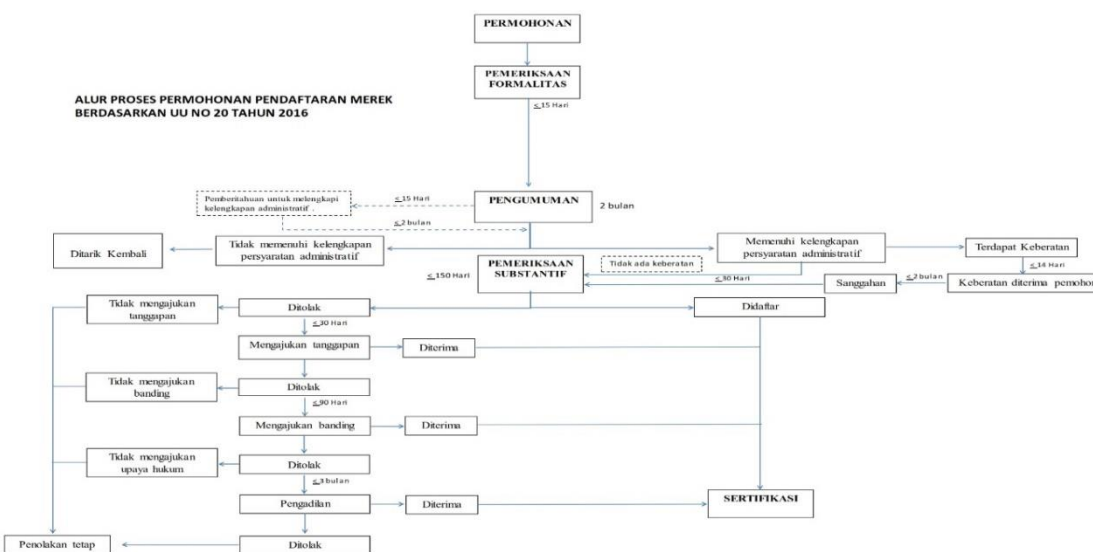 PERMOHONAN
PEMERIKSAAN
FORMALITAS
ALUR PROSES PERMOHONAN PENDAFTARAN MEREK
BERDASARKAN UU NO 20 TAHUN 2016
≤ 15 Hari
Pemberitahuan untuk melengkapi
kelengkapan administratif .
≤ 15 Hari
PENGUMUMAN
2 bulan
≤ 2 bulan
Ditarik Kembali
Tidak memenuhi kelengkapan
persyaratan administratif
Memenuhi kelengkapan
persyaratan administratif
Terdapat Keberatan
≤ 150 Hari
PEMERIKSAAN
SUBSTANTIF
Tidak ada keberatan
≤ 30 Hari
≤ 14 Hari
Sanggahan
≤ 2 bulan
Keberatan diterima pemohon
Tidak mengajukan
tanggapan
Ditolak
Didaftar
≤ 30 Hari
Mengajukan tanggapan
Diterima
Tidak mengajukan
banding
Ditolak
≤ 90 Hari
Mengajukan banding
Diterima
Tidak mengajukan
upaya hukum
Ditolak
≤ 3 bulan
Pengadilan
Diterima
SERTIFIKASI
Penolakan tetap
Ditolak